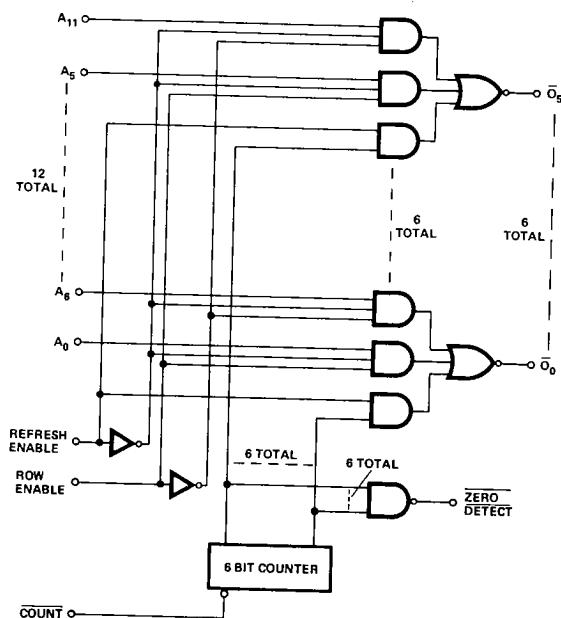 A11
A5
12
TOTAL
O5
6
TOTAL
6
TOTAL
A6
A0
O0
REFRESH
ENABLE
ROW
ENABLE
6 TOTAL
6 TOTAL
ZERO
DETECT
6 BIT COUNTER
COUNT